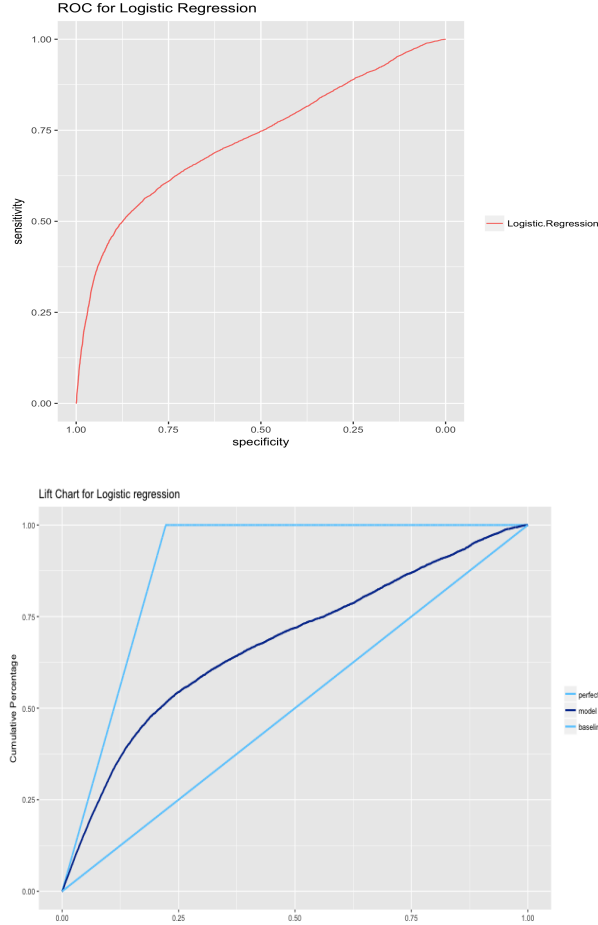 ROC for Logistic Regression
1.00
0.75
0.50
0.25
0.00
sensitivity
1.00 0.75 0.50 0.25 0.00
specificity
Logistic.Regression
Lift Chart for Logistic regression
1.00
0.75
0.50
0.25
0.00
Cumulative Percentage
0.00 0.25 0.50 0.75 1.00
perfect
model
baselin